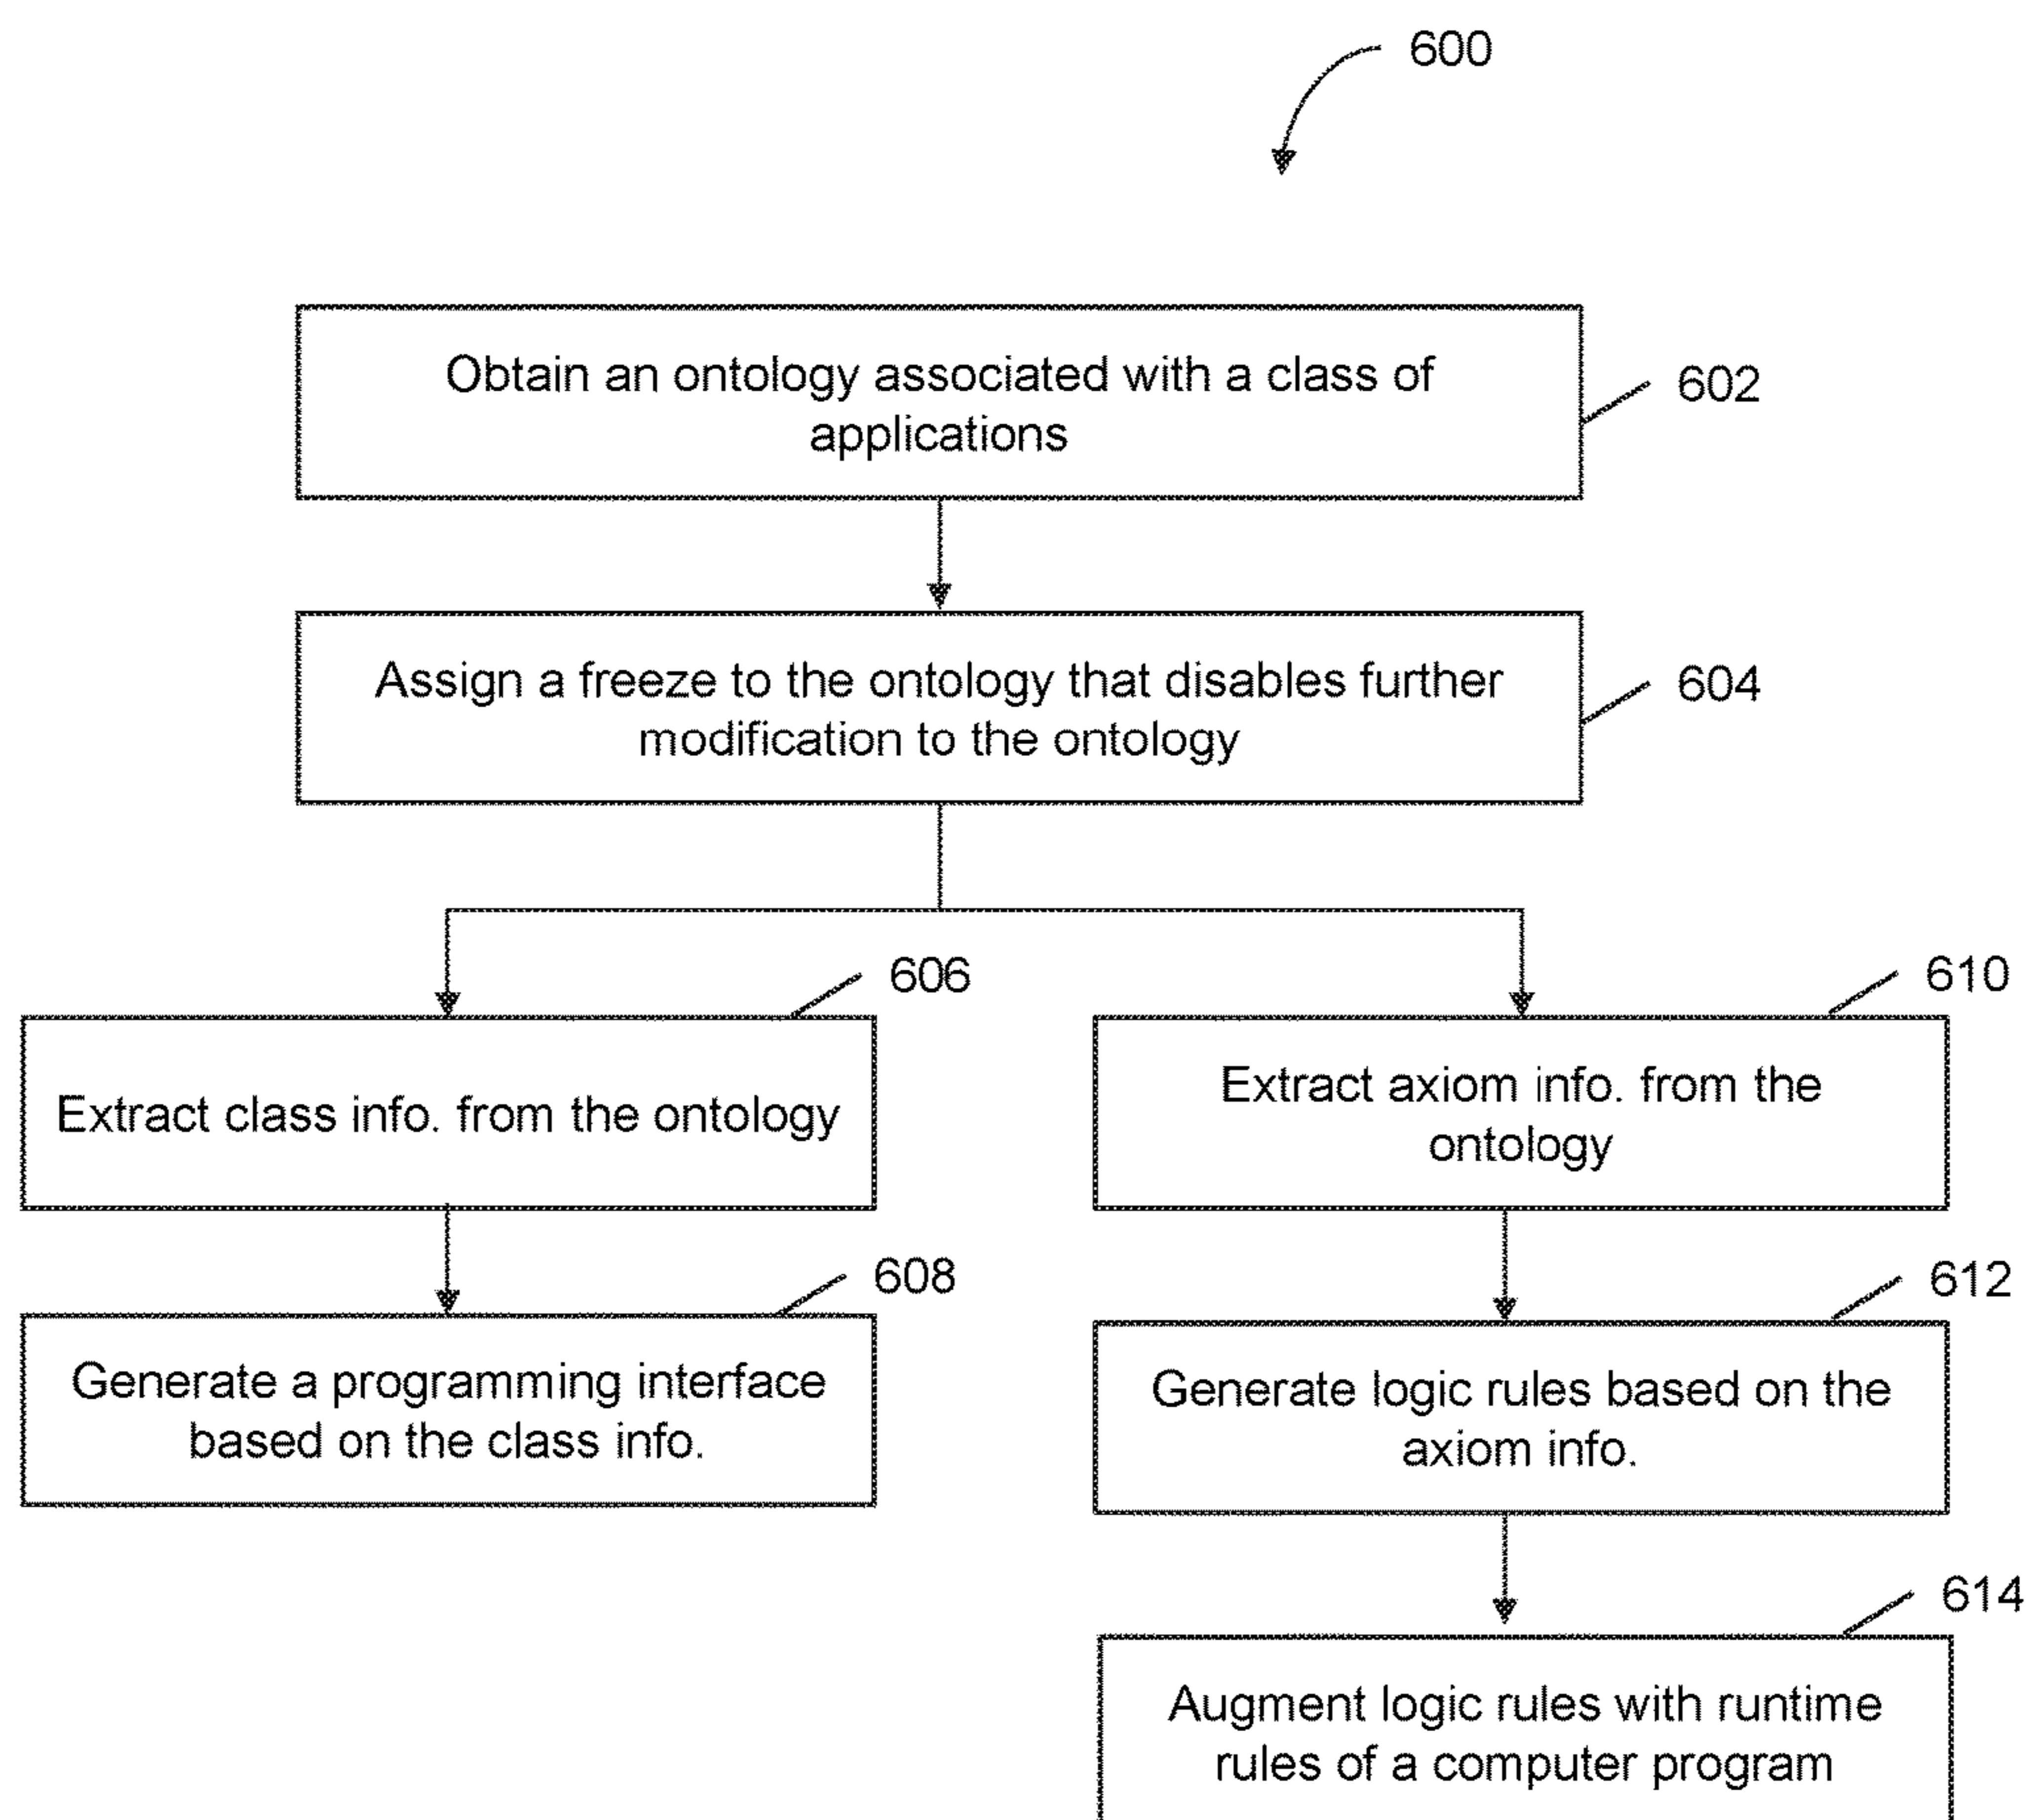 600
Obtain an ontology associated with a class of
applications
602
Assign a freeze to the ontology that disables further
modification to the ontology
604
606
Extract class info. from the ontology
610
Extract axiom info. from the
ontology
608
Generate a programming interface
based on the class info.
612
Generate logic rules based on the
axiom info.
614
Augment logic rules with runtime
rules of a computer program